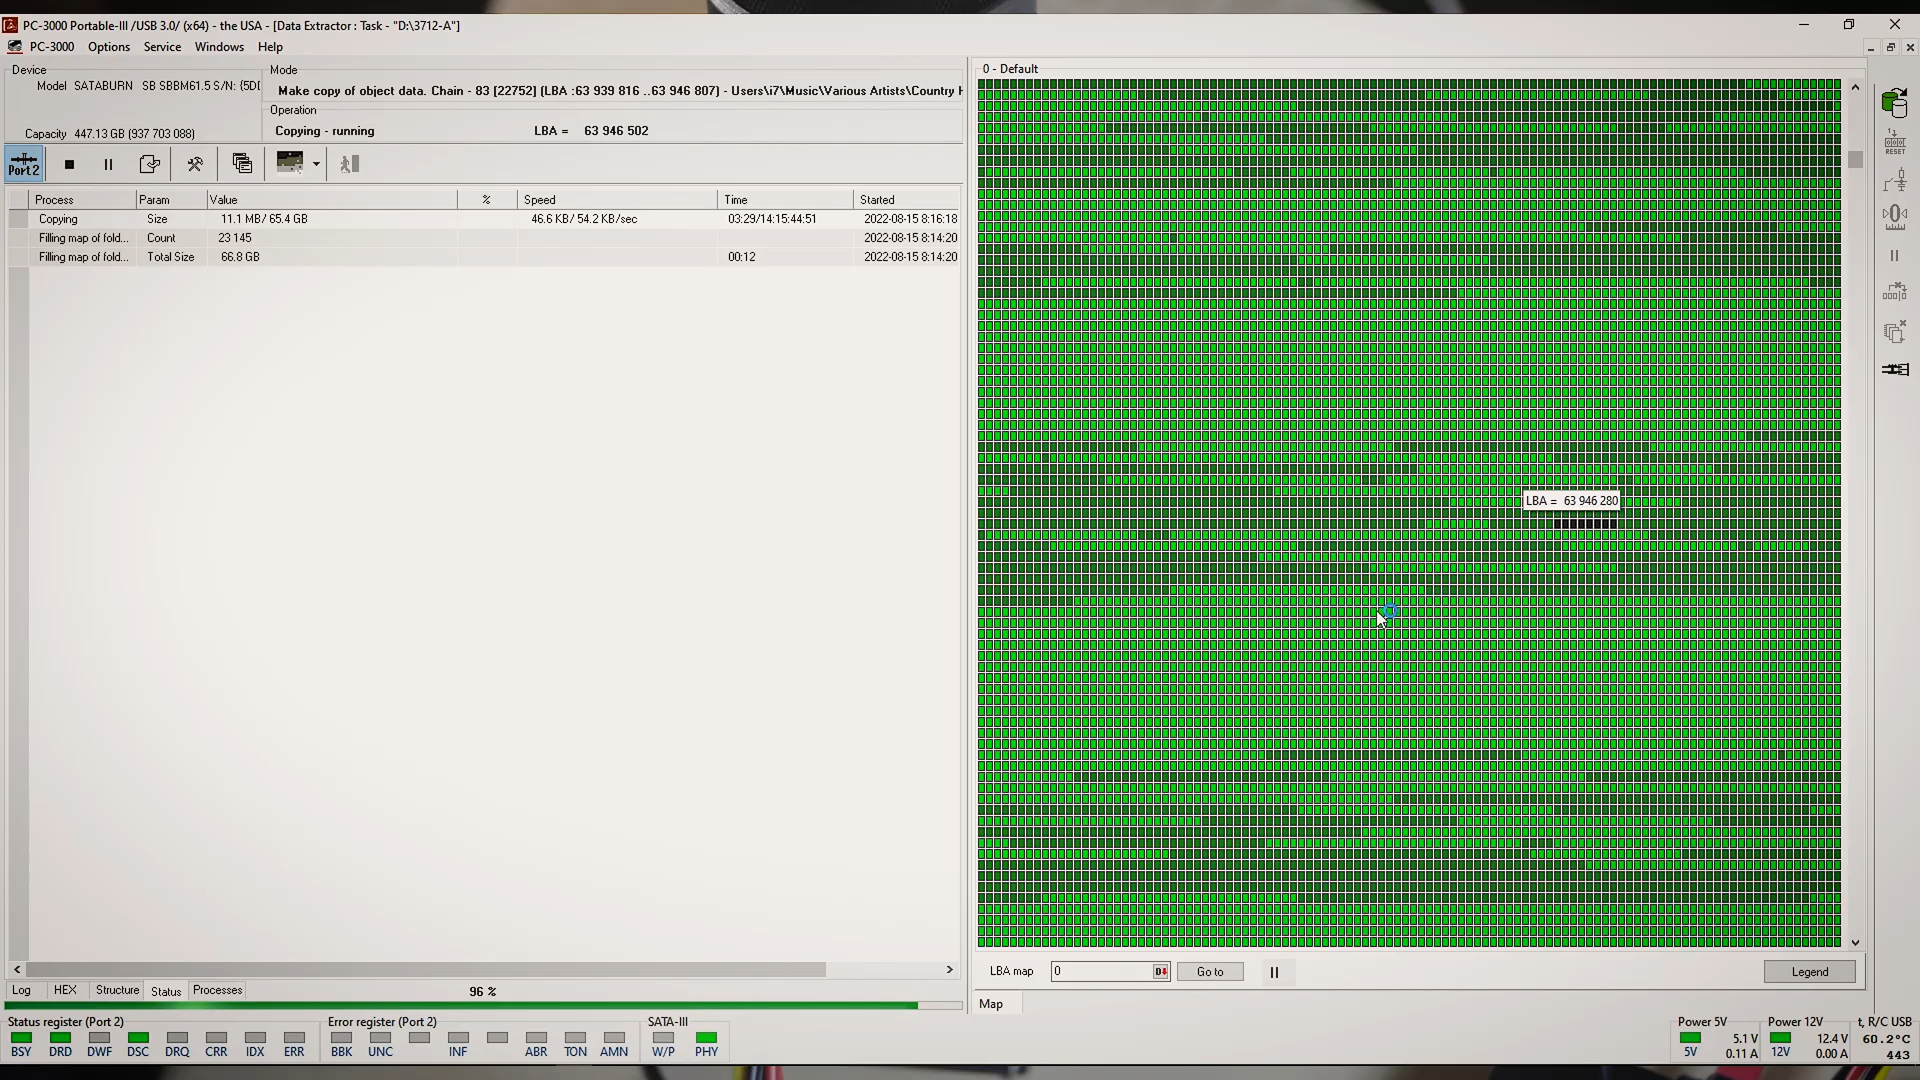 PC-3000 Portable-III /USB 3.0/ (x64) - the USA - [Data Extractor : Task - "D:\3712-A"]
PC-3000 Options Service Windows Help
Device
Model SATABURN SB SBBM61.5 S/N: {5DI
Capacity 447.13 GB (937 703 088)
Mode
Make copy of object data. Chain - 83 [22752] (LBA :63 939 816 ..63 946 807) - Users\i7\Music\Various Artists\Country H
Operation
Copying - running LBA = 63 946 502
Port2
Process Param Value % Speed Time Started
Copying Size 11.1 MB/ 65.4 GB 46.6 KB/ 54.2 KB/sec 03:29/14:15:44:51 2022-08-15 8:16:18
Filling map of fold... Count 23 145 2022-08-15 8:14:20
Filling map of fold... Total Size 66.8 GB 00:12 2022-08-15 8:14:20
Log HEX Structure Status Processes 96 %
0 - Default
LBA = 63 946 280
LBA map 0 Go to Legend
Map
RESET
Status register (Port 2)
BSY DRD DWF DSC DRQ CRR IDX ERR
Error register (Port 2)
BBK UNC INF ABR TON AMN
SATA-III
W/P PHY
Power 5V
5V 5.1 V
0.11 A
Power 12V
12V 12.4 V
0.00 A
t, R/C USB
60.2°C
443